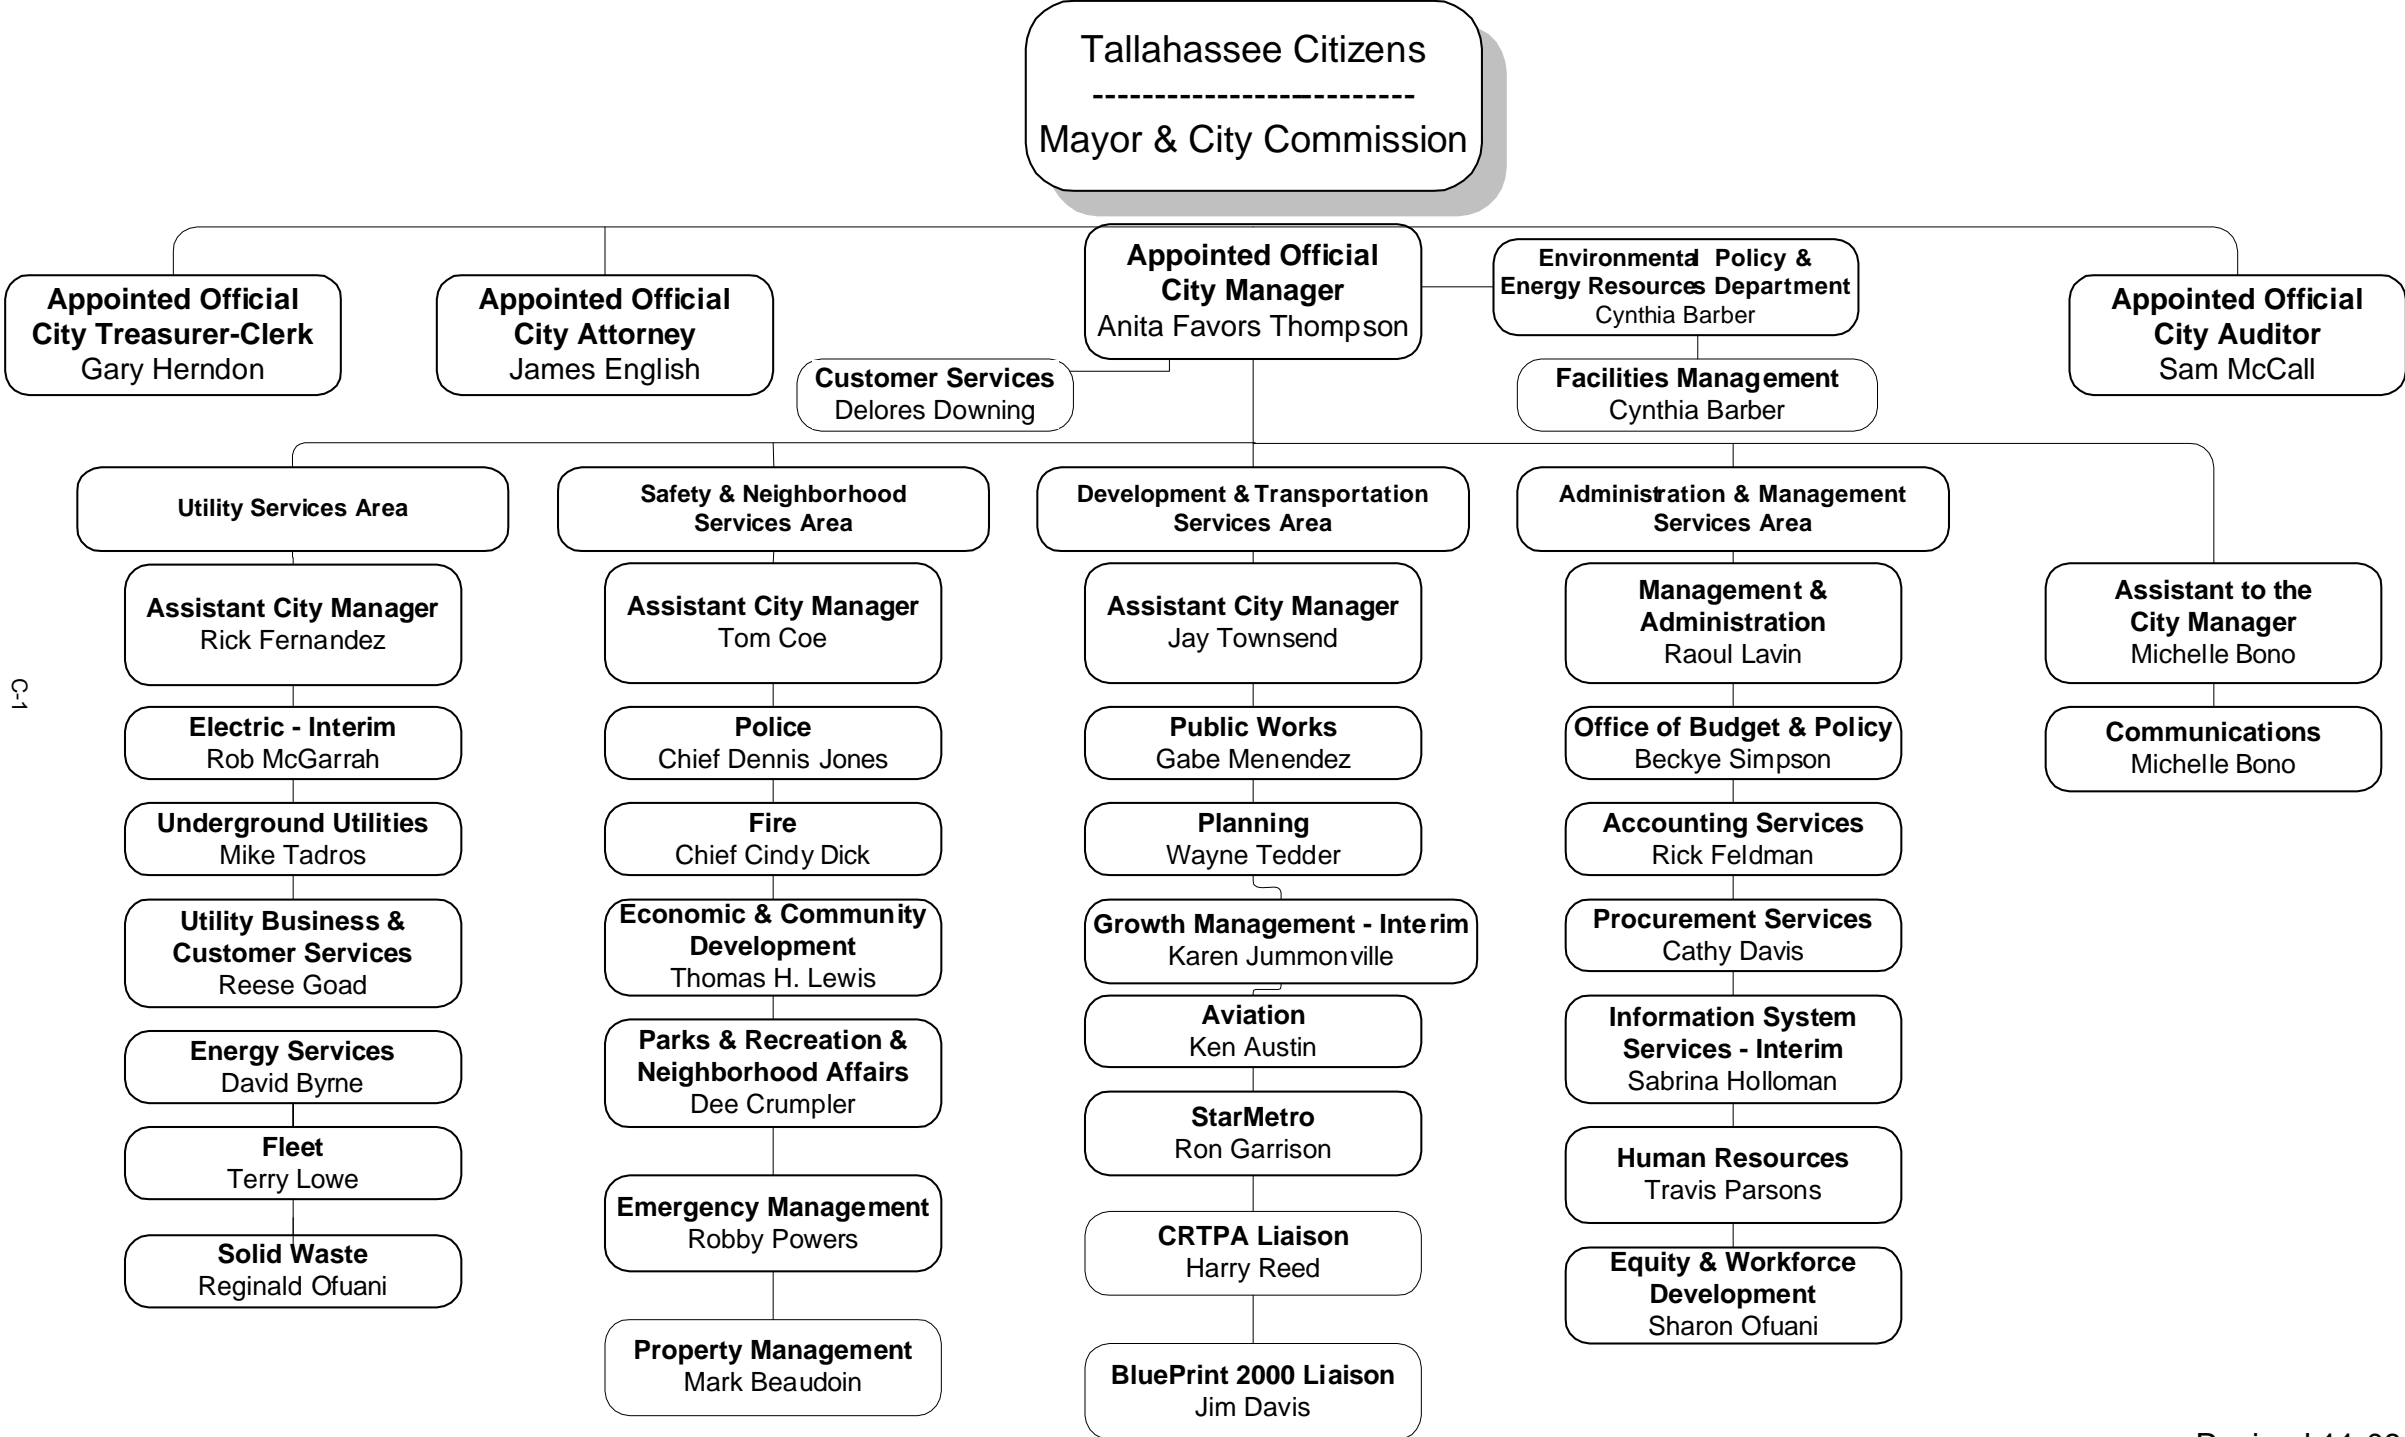 Tallahassee Citizens
--------------------------
Mayor & City Commission
Appointed Official
City Treasurer-Clerk
Gary Herndon
Appointed Official
City Attorney
James English
Appointed Official
City Manager
Anita Favors Thompson
Environmental Policy &
Energy Resources Department
Cynthia Barber
Appointed Official
City Auditor
Sam McCall
Customer Services
Delores Downing
Facilities Management
Cynthia Barber
Utility Services Area
Assistant City Manager
Rick Fernandez
Electric - Interim
Rob McGarrah
Underground Utilities
Mike Tadros
Utility Business &
Customer Services
Reese Goad
Energy Services
David Byrne
Fleet
Terry Lowe
Solid Waste
Reginald Ofuani
Safety & Neighborhood
Services Area
Assistant City Manager
Tom Coe
Police
Chief Dennis Jones
Fire
Chief Cindy Dick
Economic & Community
Development
Thomas H. Lewis
Parks & Recreation &
Neighborhood Affairs
Dee Crumpler
Emergency Management
Robby Powers
Property Management
Mark Beaudoin
Development & Transportation
Services Area
Assistant City Manager
Jay Townsend
Public Works
Gabe Menendez
Planning
Wayne Tedder
Growth Management - Interim
Karen Jummonville
Aviation
Ken Austin
StarMetro
Ron Garrison
CRTPA Liaison
Harry Reed
BluePrint 2000 Liaison
Jim Davis
Administration & Management
Services Area
Management &
Administration
Raoul Lavin
Office of Budget & Policy
Beckye Simpson
Accounting Services
Rick Feldman
Procurement Services
Cathy Davis
Information System
Services - Interim
Sabrina Holloman
Human Resources
Travis Parsons
Equity & Workforce
Development
Sharon Ofuani
Assistant to the
City Manager
Michelle Bono
Communications
Michelle Bono
C-1